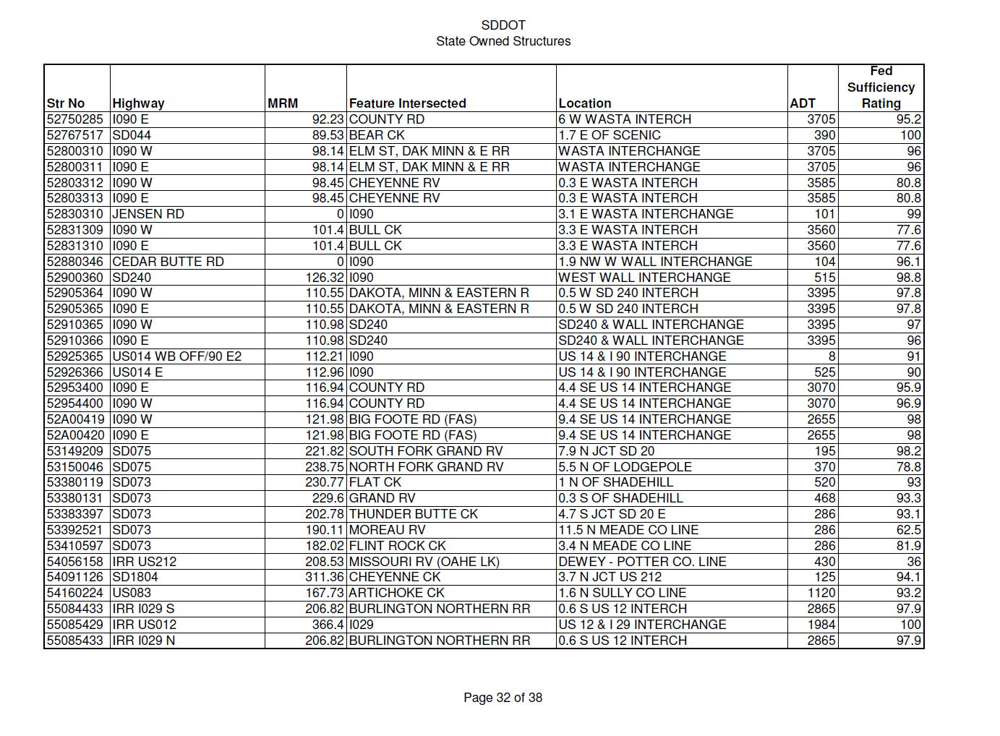 SDDOT
State Owned Structures
Fed
Sufficiency
Str No Highway MRM Feature Intersected Location ADT Rating
52750285 I090 E 92.23 COUNTY RD 6 W WASTA INTERCH 3705 95.2
52767517 SD044 89.53 BEAR CK 1.7 E OF SCENIC 390 100
52800310 I090 W 98.14 ELM ST, DAK MINN & E RR WASTA INTERCHANGE 3705 96
52800311 I090 E 98.14 ELM ST, DAK MINN & E RR WASTA INTERCHANGE 3705 96
52803312 I090 W 98.45 CHEYENNE RV 0.3 E WASTA INTERCH 3585 80.8
52803313 I090 E 98.45 CHEYENNE RV 0.3 E WASTA INTERCH 3585 80.8
52830310 JENSEN RD 0 I090 3.1 E WASTA INTERCHANGE 101 99
52831309 I090 W 101.4 BULL CK 3.3 E WASTA INTERCH 3560 77.6
52831310 I090 E 101.4 BULL CK 3.3 E WASTA INTERCH 3560 77.6
52880346 CEDAR BUTTE RD 0 I090 1.9 NW W WALL INTERCHANGE 104 96.1
52900360 SD240 126.32 I090 WEST WALL INTERCHANGE 515 98.8
52905364 I090 W 110.55 DAKOTA, MINN & EASTERN R 0.5 W SD 240 INTERCH 3395 97.8
52905365 I090 E 110.55 DAKOTA, MINN & EASTERN R 0.5 W SD 240 INTERCH 3395 97.8
52910365 I090 W 110.98 SD240 SD240 & WALL INTERCHANGE 3395 97
52910366 I090 E 110.98 SD240 SD240 & WALL INTERCHANGE 3395 96
52925365 US014 WB OFF/90 E2 112.21 I090 US 14 & I 90 INTERCHANGE 8 91
52926366 US014 E 112.96 I090 US 14 & I 90 INTERCHANGE 525 90
52953400 I090 E 116.94 COUNTY RD 4.4 SE US 14 INTERCHANGE 3070 95.9
52954400 I090 W 116.94 COUNTY RD 4.4 SE US 14 INTERCHANGE 3070 96.9
52A00419 I090 W 121.98 BIG FOOTE RD (FAS) 9.4 SE US 14 INTERCHANGE 2655 98
52A00420 I090 E 121.98 BIG FOOTE RD (FAS) 9.4 SE US 14 INTERCHANGE 2655 98
53149209 SD075 221.82 SOUTH FORK GRAND RV 7.9 N JCT SD 20 195 98.2
53150046 SD075 238.75 NORTH FORK GRAND RV 5.5 N OF LODGEPOLE 370 78.8
53380119 SD073 230.77 FLAT CK 1 N OF SHADEHILL 520 93
53380131 SD073 229.6 GRAND RV 0.3 S OF SHADEHILL 468 93.3
53383397 SD073 202.78 THUNDER BUTTE CK 4.7 S JCT SD 20 E 286 93.1
53392521 SD073 190.11 MOREAU RV 11.5 N MEADE CO LINE 286 62.5
53410597 SD073 182.02 FLINT ROCK CK 3.4 N MEADE CO LINE 286 81.9
54056158 IRR US212 208.53 MISSOURI RV (OAHE LK) DEWEY - POTTER CO. LINE 430 36
54091126 SD1804 311.36 CHEYENNE CK 3.7 N JCT US 212 125 94.1
54160224 US083 167.73 ARTICHOKE CK 1.6 N SULLY CO LINE 1120 93.2
55084433 IRR I029 S 206.82 BURLINGTON NORTHERN RR 0.6 S US 12 INTERCH 2865 97.9
55085429 IRR US012 366.4 I029 US 12 & I 29 INTERCHANGE 1984 100
55085433 IRR I029 N 206.82 BURLINGTON NORTHERN RR 0.6 S US 12 INTERCH 2865 97.9
Page 32 of 38